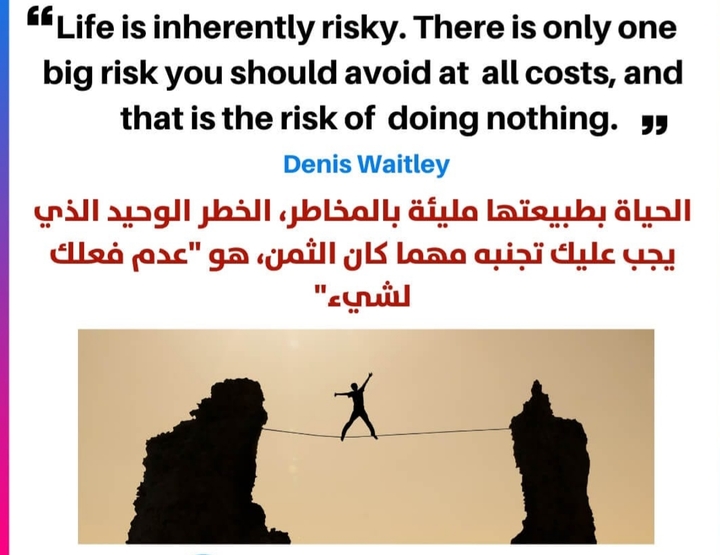 “Life is inherently risky. There is only one
big risk you should avoid at all costs, and
that is the risk of doing nothing. ”
Denis Waitley
الحياة بطبيعتها مليئة بالمخاطر، الخطر الوحيد الذي
يجب عليك تجنبه مهما كان الثمن، هو "عدم فعلك
لشيء"